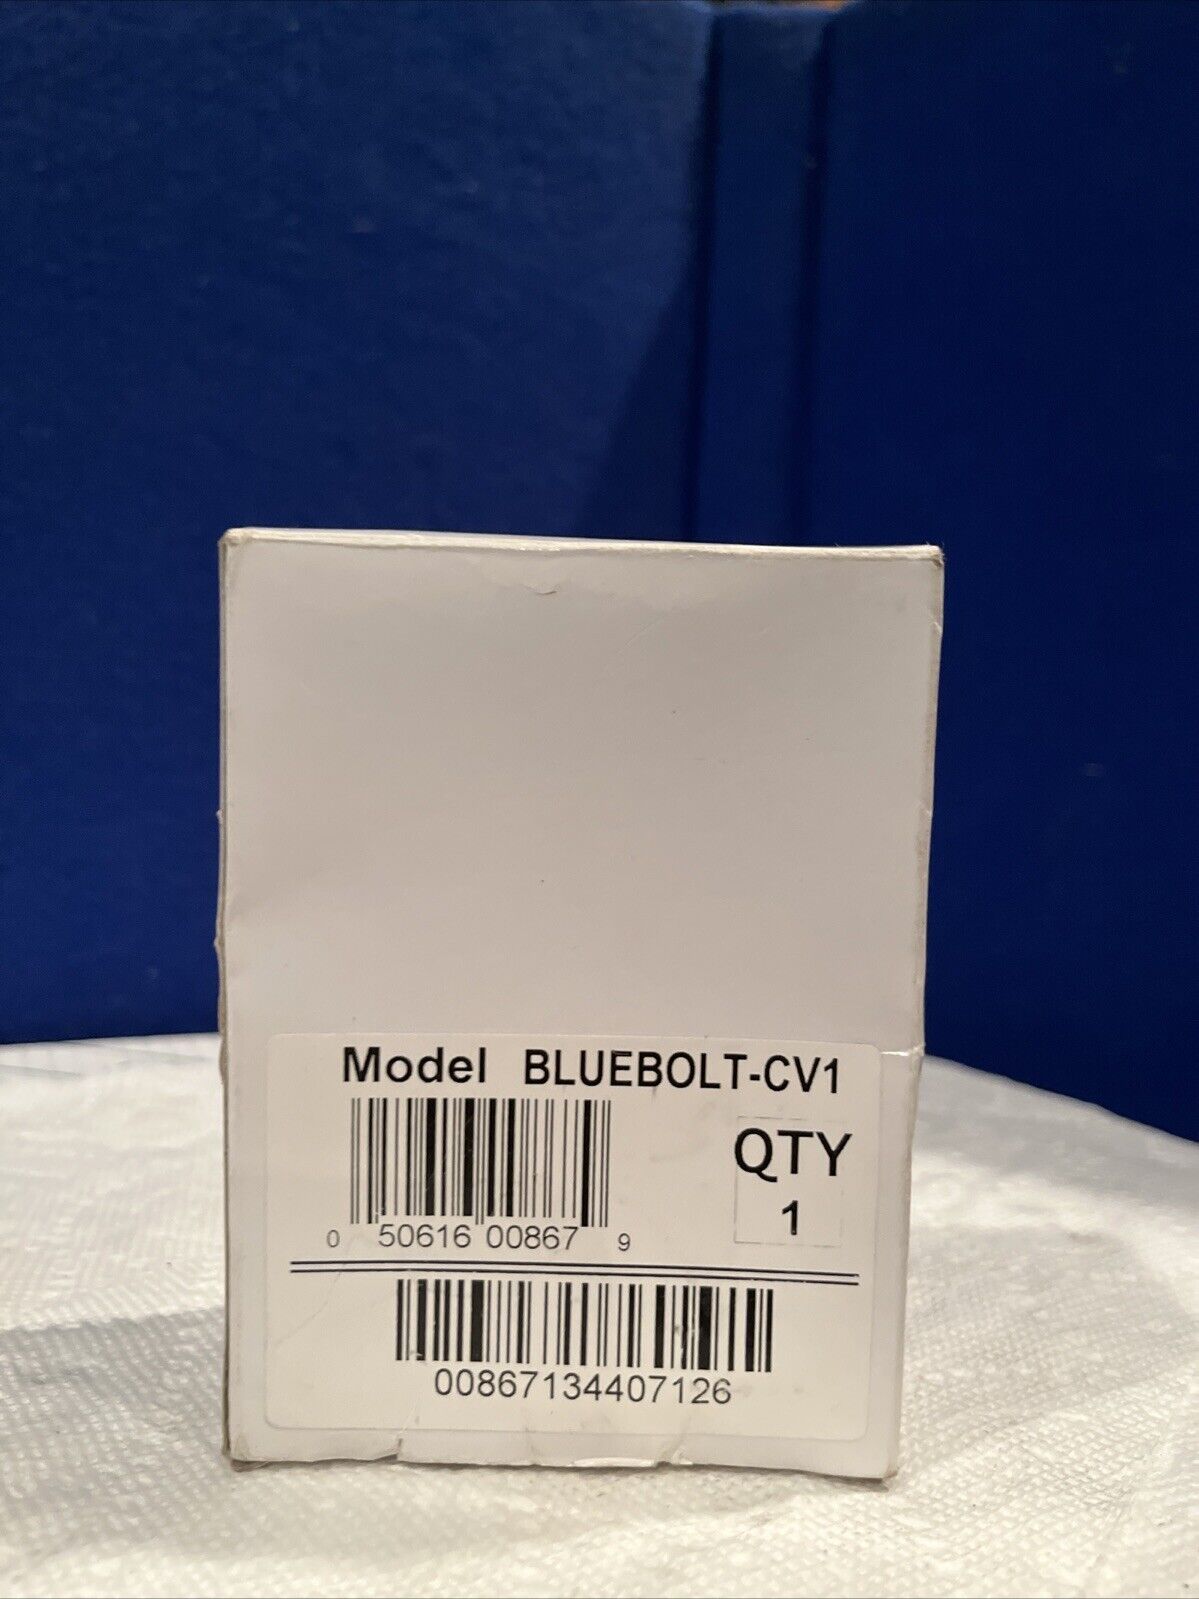 Model BLUEBOLT-CV1
QTY
1
0 50616 00867 9
00867134407126